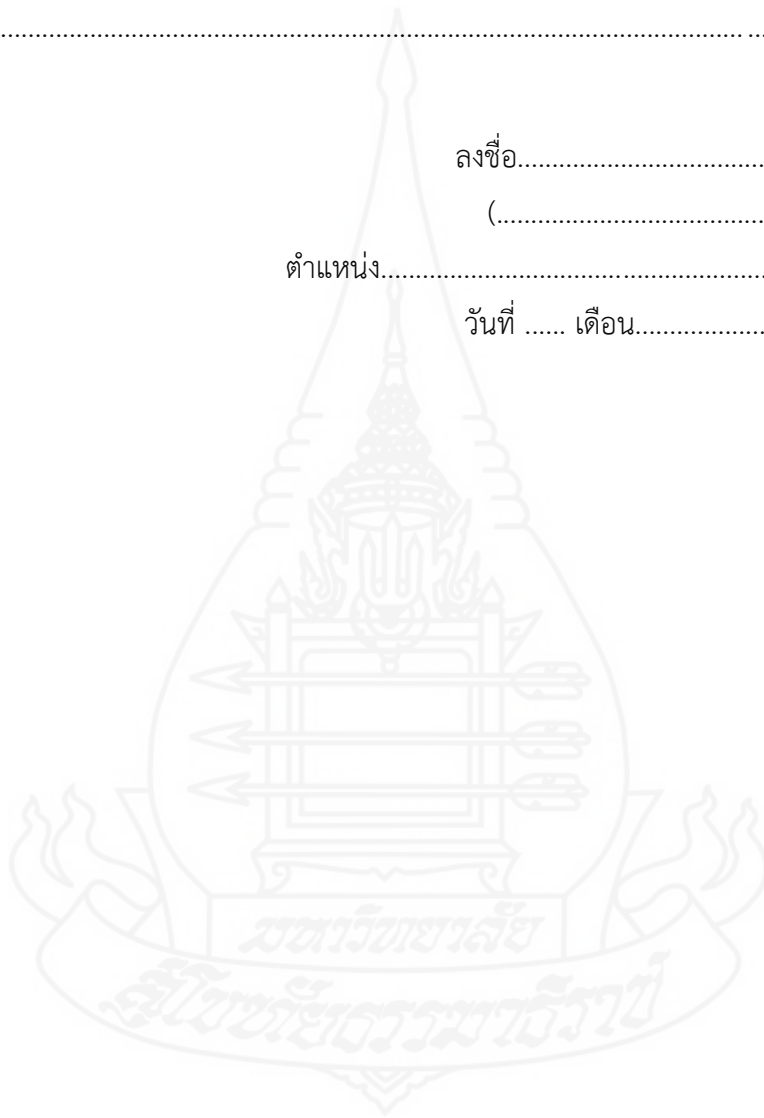 ........................................................................................................................
ลงชื่อ....................................
(.......................................
ตำแหน่ง........................................................
วันที่ ...... เดือน...................
มหาวิทยาลัย
สุโขทัยธรรมาธิราช